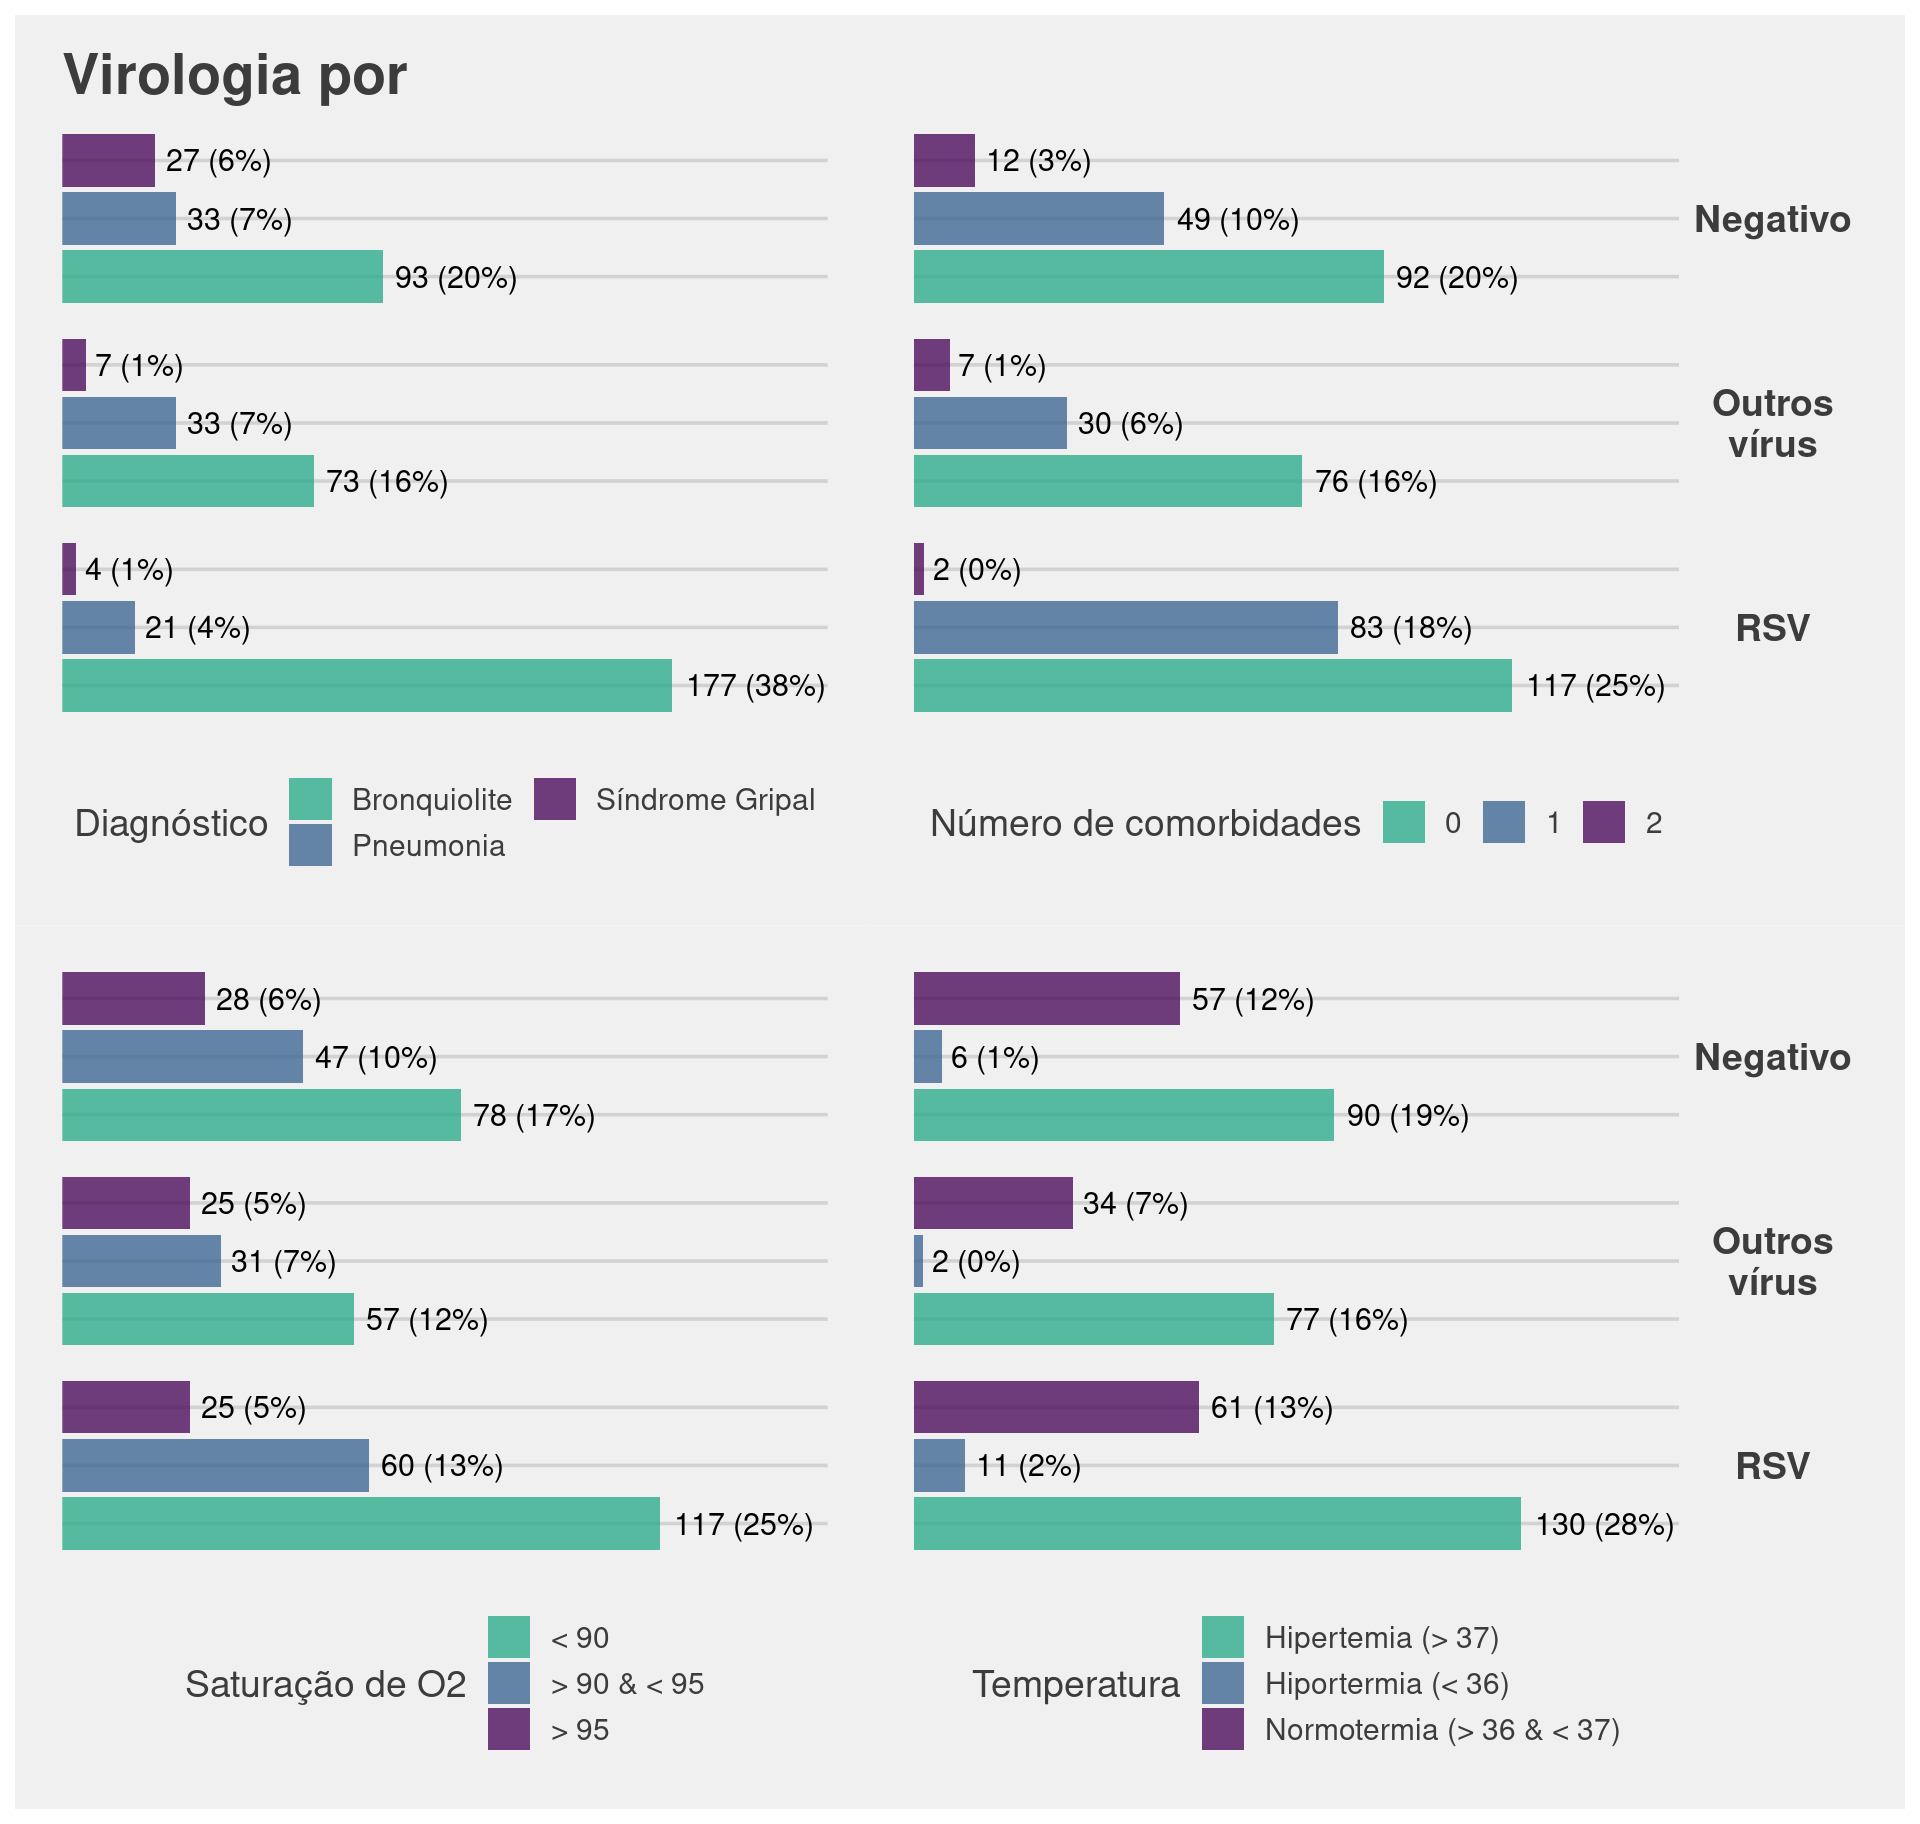 Virologia por
27 (6%)
33 (7%)
93 (20%)
7 (1%)
33 (7%)
73 (16%)
4 (1%)
21 (4%)
177 (38%)
Diagnóstico
Bronquiolite
Síndrome Gripal
Pneumonia
12 (3%)
49 (10%)
92 (20%)
Negativo
7 (1%)
30 (6%)
76 (16%)
Outros
vírus
2 (0%)
83 (18%)
117 (25%)
RSV
Número de comorbidades
0
1
2
28 (6%)
47 (10%)
78 (17%)
25 (5%)
31 (7%)
57 (12%)
25 (5%)
60 (13%)
117 (25%)
Saturação de O2
< 90
> 90 & < 95
> 95
57 (12%)
6 (1%)
90 (19%)
Negativo
34 (7%)
2 (0%)
77 (16%)
Outros
vírus
61 (13%)
11 (2%)
130 (28%)
RSV
Temperatura
Hipertemia (> 37)
Hiportermia (< 36)
Normotermia (> 36 & < 37)